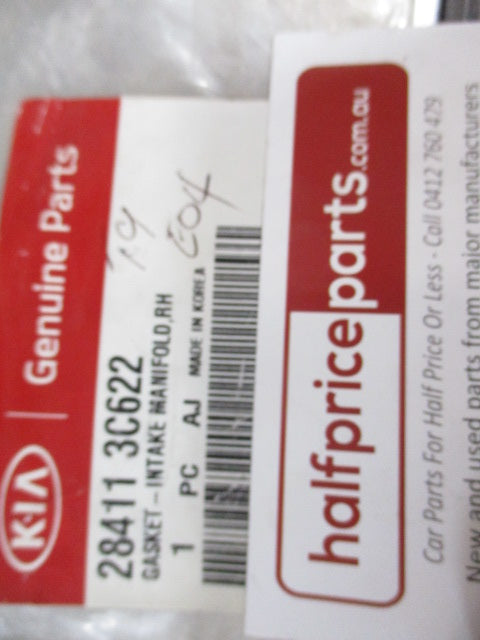 KIA | Genuine Parts
28411 3C622
GASKET-INTAKE MANIFOLD,RH
1 PC AJ MADE IN KOREA
E04
halfpriceparts.com.au
Car Parts For Half Price Or Less - Call 0412 760 429
New and used parts from major manufacturers